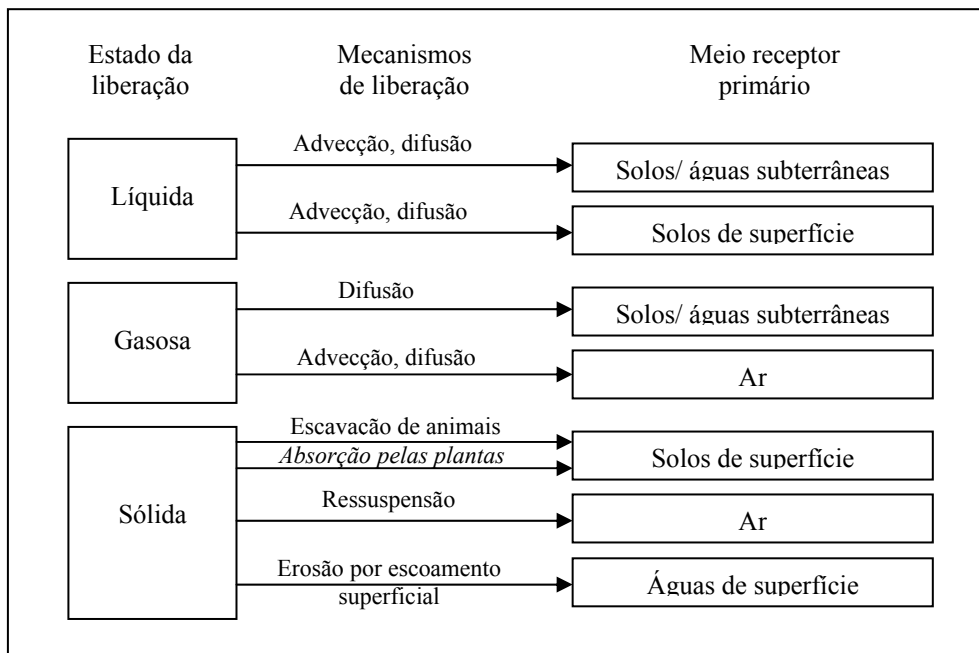 Estado da
liberação
Mecanismos
de liberação
Meio receptor
primário
Líquida
Advecção, difusão
Solos/ águas subterrâneas
Advecção, difusão
Solos de superfície
Gasosa
Difusão
Solos/ águas subterrâneas
Advecção, difusão
Ar
Sólida
Escavacão de animais
Absorção pelas plantas
Solos de superfície
Ressuspensão
Ar
Erosão por escoamento
superficial
Águas de superfície